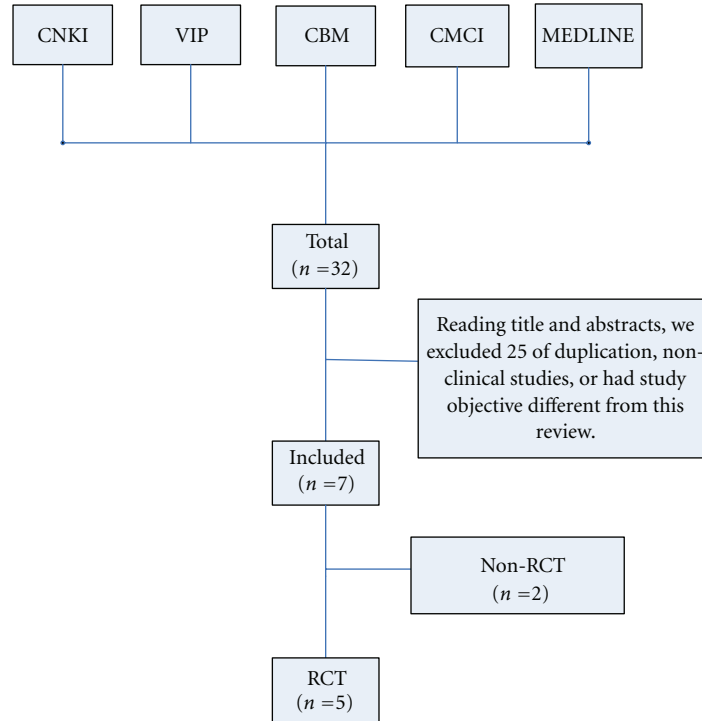 CNKI
VIP
CBM
CMCI
MEDLINE
Total
(n =32)
Reading title and abstracts, we
excluded 25 of duplication, non-
clinical studies, or had study
objective different from this
review.
Included
(n =7)
Non-RCT
(n =2)
RCT
(n =5)